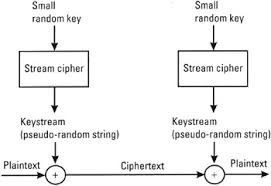 Small
random key
Small
random key
Stream cipher
Stream cipher
Keystream
(pseudo-random string)
Keystream
(pseudo-random string)
Plaintext
+
Ciphertext
+
Plaintext